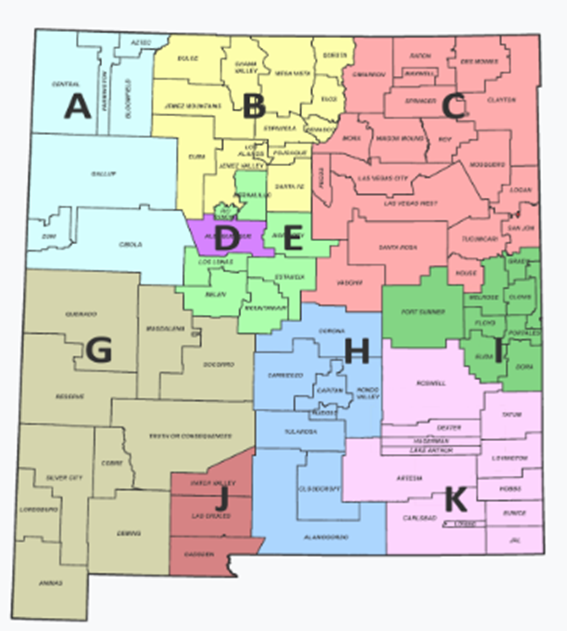 AZTEC
DULCE
CHAMA
VALLEY
MESA VISTA
QUESTA
CIMARRON
RATON
MAXWELL
DES MOINES
CENTRAL
FARMINGTON
BLOOMFIELD
A
JEMEZ MOUNTAINS
B
TAOS
SPRINGER
C
CLAYTON
ESPANOLA
PENASCO
MORA
WAGON MOUND
ROY
MOSQUERO
CUBA
LOS
ALAMOS
POJOAQUE
JEMEZ VALLEY
GALLUP
PECOS
LAS VEGAS CITY
LOGAN
BERNALILLO
SANTA FE
LAS VEGAS WEST
RIO
ZUNI
CIBOLA
ALBUQUERQUE
D
E
SANTA ROSA
TUCUMCARI
SAN JON
LOS LUNAS
ESTANCIA
VAUGHN
HOUSE
GRADY
BELEN
MOUNTAINAIR
FORT SUMNER
MELROSE
CLOVIS
QUEMADO
MAGDALENA
CORONA
FLOYD
PORTALES
G
H
I
SOCORRO
ELIDA
DORA
CARRIZOZO
CAPITAN
HONDO
VALLEY
ROSWELL
RESERVE
RUIDOSO
TATUM
TRUTH OR CONSEQUENCES
TULAROSA
DEXTER
HAGERMAN
LAKE ARTHUR
COBRE
LOVINGTON
SILVER CITY
HATCH VALLEY
J
CLOUDCROFT
ARTESIA
K
HOBBS
LORDSBURG
LAS CRUCES
CARLSBAD
LOVING
EUNICE
DEMING
ALAMOGORDO
JAL
GADSDEN
ANIMAS